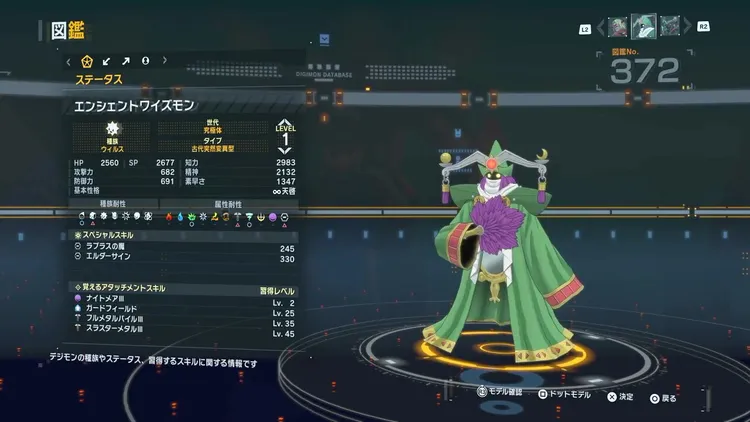 図鑑
L2
R2
図鑑No.
372
DIGIMON DATABASE
ステータス
エンシェントワイズモン
種族
ウィルス
世代
究極体
タイプ
古代突然変異型
LEVEL
1
HP 2560 SP 2677 知力 2983
攻撃力 682 精神 2132
防御力 691 素早さ 1347
基本性格 天啓
種族耐性 属性耐性
スペシャルスキル
ラプラスの魔 245
エルダーサイン 330
覚えるアタッチメントスキル 習得レベル
ナイトメアIII Lv. 2
ガードフィールド Lv. 25
フルメタルパイルIII Lv. 35
スラスターメタルIII Lv. 45
デジモンの種族やステータス、習得するスキルに関する情報です
R3 モデル確認 ドットモデル 決定 戻る